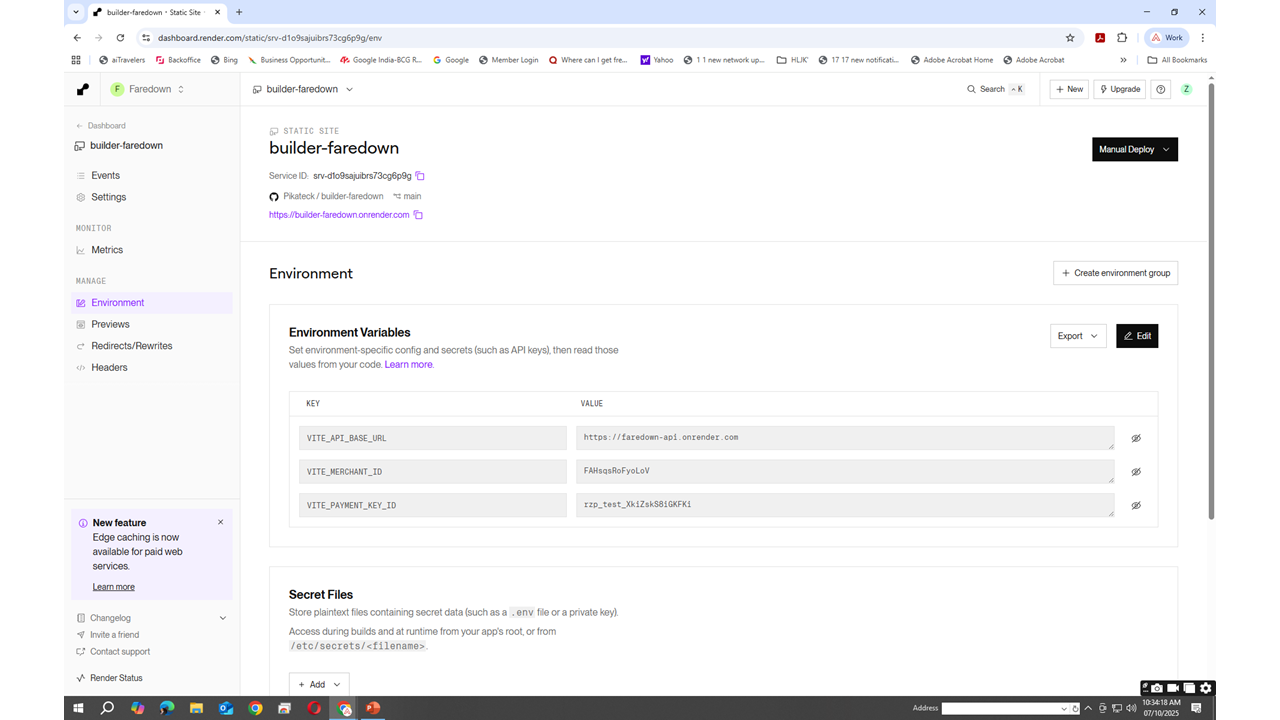 builder-faredown · Static Site ·
dashboard.render.com/static/srv-d1o9sajuibrs73cg6p9g/env
Work
aiTravelers
Backoffice
Bing
Business Opportunit...
Google India-BCG R...
Google
Member Login
Where can I get fre...
Yahoo
1 1 new network up...
HLJK'
17 17 new notificati...
Adobe Acrobat Home
Adobe Acrobat
»
All Bookmarks
F Faredown
builder-faredown
Search ^ K
+ New
Upgrade
Z
← Dashboard
builder-faredown
Events
Settings
MONITOR
Metrics
MANAGE
Environment
Previews
Redirects/Rewrites
Headers
New feature
Edge caching is now
available for paid web
services.
Learn more
Changelog
Invite a friend
Contact support
Render Status
STATIC SITE
builder-faredown
Manual Deploy
Service ID: srv-d1o9sajuibrs73cg6p9g
Pikateck / builder-faredown main
https://builder-faredown.onrender.com
Environment
+ Create environment group
Environment Variables
Set environment-specific config and secrets (such as API keys), then read those
values from your code. Learn more.
Export
Edit
KEY VALUE
VITE_API_BASE_URL https://faredown-api.onrender.com
VITE_MERCHANT_ID FAHsqsRoFyoLoV
VITE_PAYMENT_KEY_ID rzp_test_XkiZskS8iGKFKi
Secret Files
Store plaintext files containing secret data (such as a .env file or a private key).
Access during builds and at runtime from your app's root, or from
/etc/secrets/<filename>.
+ Add
Address
10:34:18 AM
07/10/2025